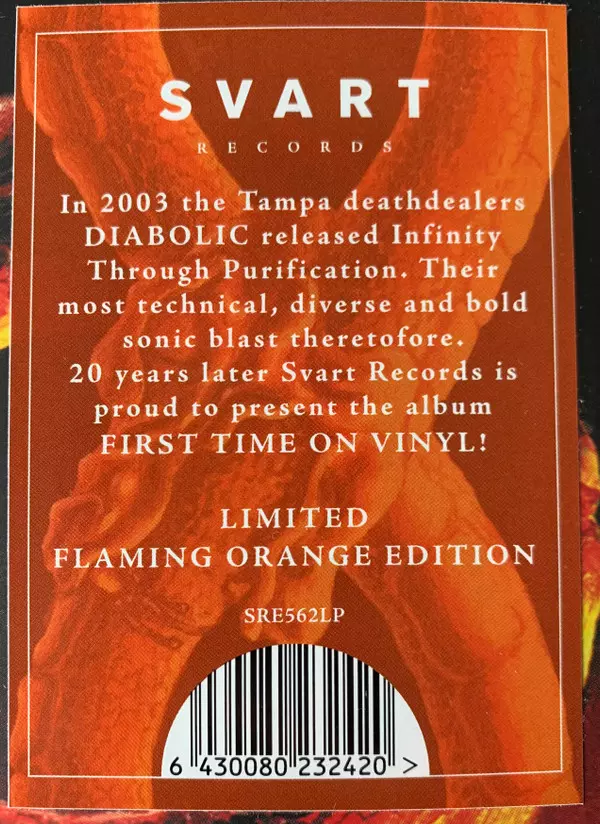 SVART
RECORDS
In 2003 the Tampa deathdealers
DIABOLIC released Infinity
Through Purification. Their
most technical, diverse and bold
sonic blast theretofore.
20 years later Svart Records is
proud to present the album
FIRST TIME ON VINYL!
LIMITED
FLAMING ORANGE EDITION
SRE562LP
6 430080 232420 >